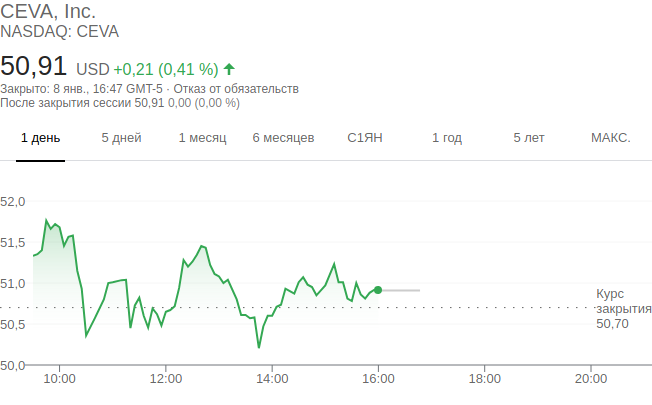 CEVA, Inc.
NASDAQ: CEVA
50,91 USD +0,21 (0,41 %)
Закрыто: 8 янв., 16:47 GMT-5 · Отказ от обязательств
После закрытия сессии 50,91 0,00 (0,00 %)
1 день 5 дней 1 месяц 6 месяцев С1ЯН 1 год 5 лет МАКС.
52,0
51,5
51,0
Курс
закрытия
50,70
50,5
50,0
10:00 12:00 14:00 16:00 18:00 20:00